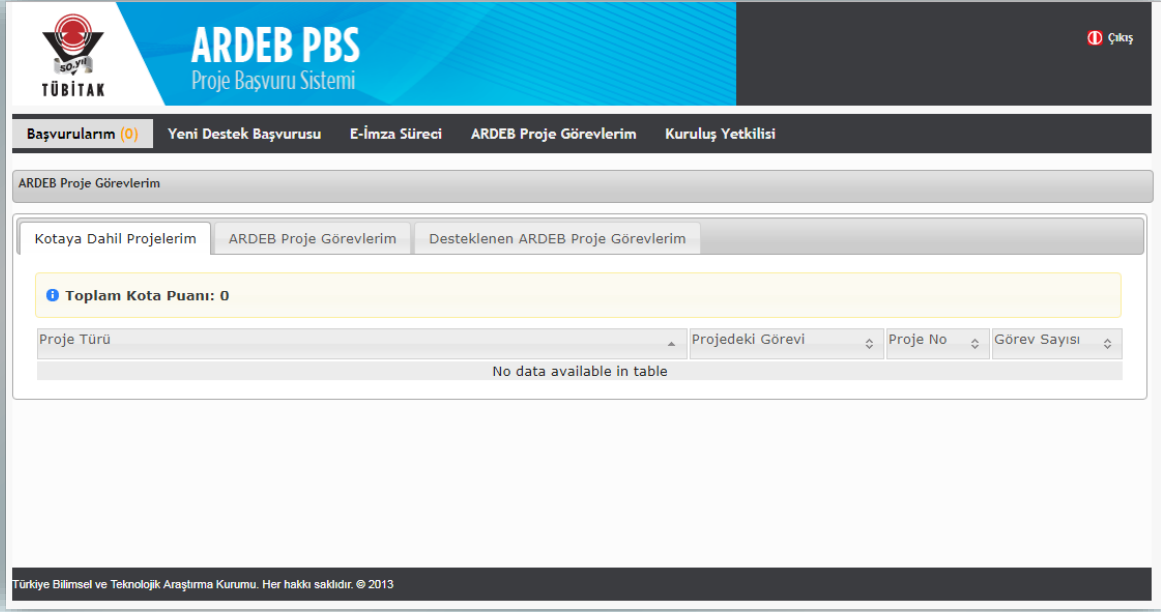 50.yıl
TÜBİTAK
ARDEB PBS
Proje Başvuru Sistemi
Çıkış
Başvurularım (0) Yeni Destek Başvurusu E-İmza Süreci ARDEB Proje Görevlerim Kuruluş Yetkilisi
ARDEB Proje Görevlerim
Kotaya Dahil Projelerim ARDEB Proje Görevlerim Desteklenen ARDEB Proje Görevlerim
Toplam Kota Puanı: 0
Proje Türü Projedeki Görevi Proje No Görev Sayısı
No data available in table
Türkiye Bilimsel ve Teknolojik Araştırma Kurumu. Her hakkı saklıdır. © 2013